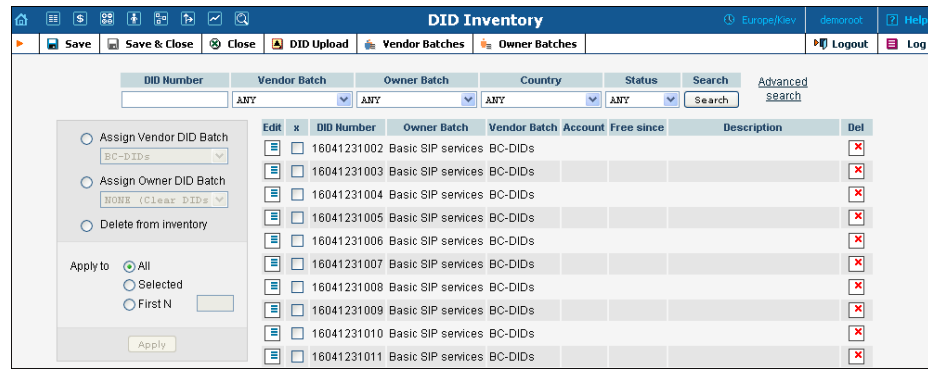 DID Inventory
Europe/Kiev
demoroot
? Help
Save
Save & Close
Close
DID Upload
Vendor Batches
Owner Batches
Logout
Log
DID Number Vendor Batch Owner Batch Country Status Search
ANY ANY ANY ANY Search
Advanced
search
Assign Vendor DID Batch
BC-DIDs
Assign Owner DID Batch
NONE (Clear DIDs
Delete from inventory
Apply to All
Selected
First N
Apply
Edit x DID Number Owner Batch Vendor Batch Account Free since Description Del
16041231002 Basic SIP services BC-DIDs
16041231003 Basic SIP services BC-DIDs
16041231004 Basic SIP services BC-DIDs
16041231005 Basic SIP services BC-DIDs
16041231006 Basic SIP services BC-DIDs
16041231007 Basic SIP services BC-DIDs
16041231008 Basic SIP services BC-DIDs
16041231009 Basic SIP services BC-DIDs
16041231010 Basic SIP services BC-DIDs
16041231011 Basic SIP services BC-DIDs